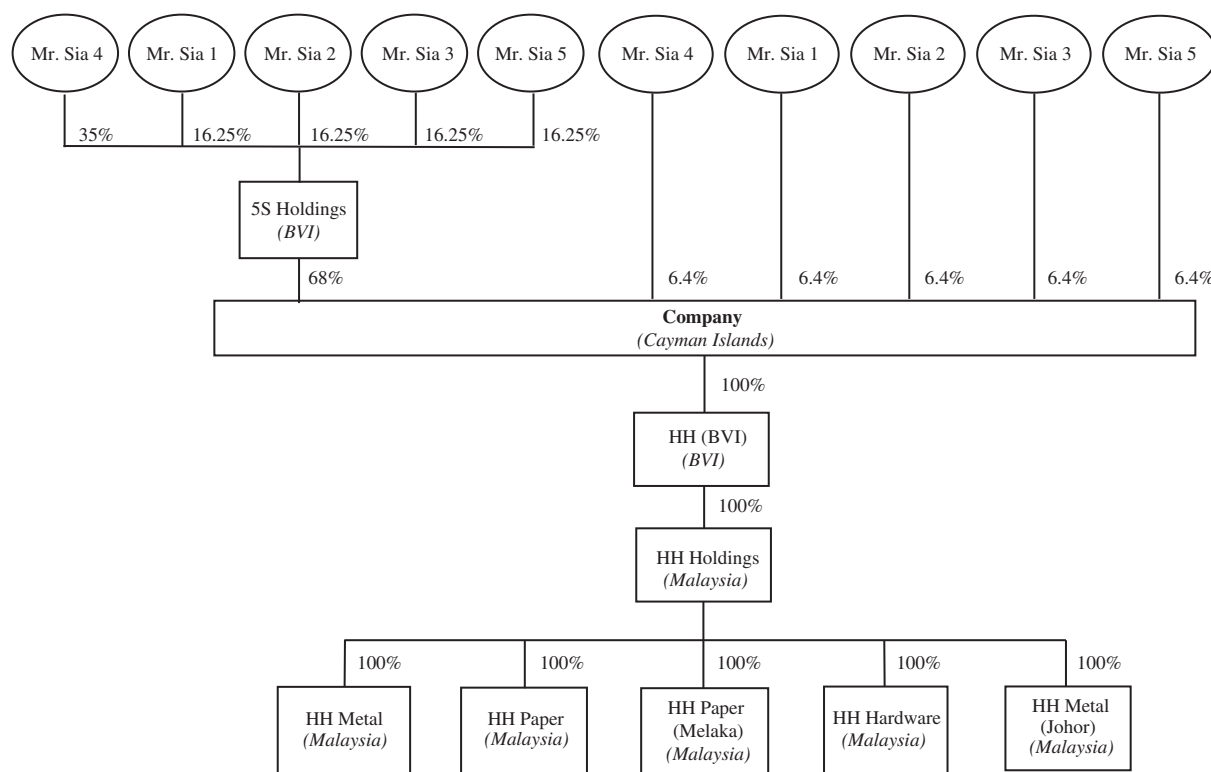 Mr. Sia 4
Mr. Sia 1
Mr. Sia 2
Mr. Sia 3
Mr. Sia 5
Mr. Sia 4
Mr. Sia 1
Mr. Sia 2
Mr. Sia 3
Mr. Sia 5
35%
16.25%
16.25%
16.25%
16.25%
5S Holdings
(BVI)
68%
6.4%
6.4%
6.4%
6.4%
6.4%
Company
(Cayman Islands)
100%
HH (BVI)
(BVI)
100%
HH Holdings
(Malaysia)
100%
100%
100%
100%
100%
HH Metal
(Malaysia)
HH Paper
(Malaysia)
HH Paper
(Melaka)
(Malaysia)
HH Hardware
(Malaysia)
HH Metal
(Johor)
(Malaysia)